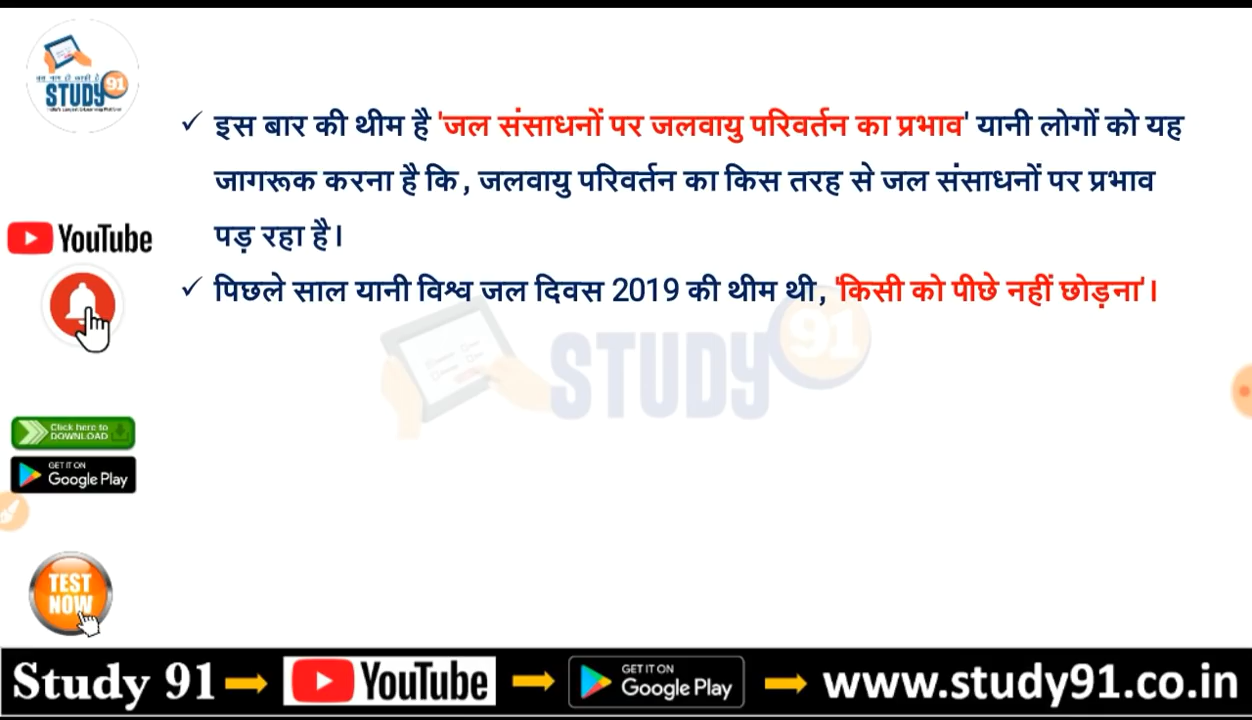 STUDY 91
✓ इस बार की थीम है 'जल संसाधनों पर जलवायु परिवर्तन का प्रभाव' यानी लोगों को यह
जागरूक करना है कि , जलवायु परिवर्तन का किस तरह से जल संसाधनों पर प्रभाव
पड़ रहा है।
YouTube
✓ पिछले साल यानी विश्व जल दिवस 2019 की थीम थी, 'किसी को पीछे नहीं छोड़ना'।
STUDY 91
Click here to
DOWNLOAD
GET IT ON
Google Play
TEST
NOW
Study 91 YouTube GET IT ON Google Play www.study91.co.in